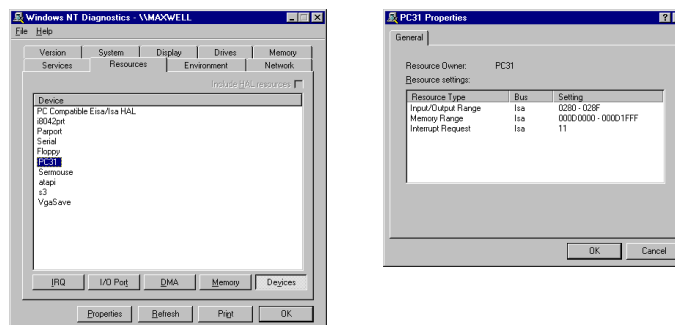 Windows NT Diagnostics - \\MAXWELL
File Help
Version System Display Drives Memory
Services Resources Environment Network
Include HAL resources
Device
PC Compatible Eisa/Isa HAL
i8042prt
Parport
Serial
Floppy
PC31
Sermouse
atapi
s3
VgaSave
IRQ I/O Port DMA Memory Devices
Properties Refresh Print OK
PC31 Properties
General
Resource Owner: PC31
Resource settings:
Resource Type Bus Setting
Input/Output Range Isa 0280 - 028F
Memory Range Isa 000D0000 - 000D1FFF
Interrupt Request Isa 11
OK Cancel